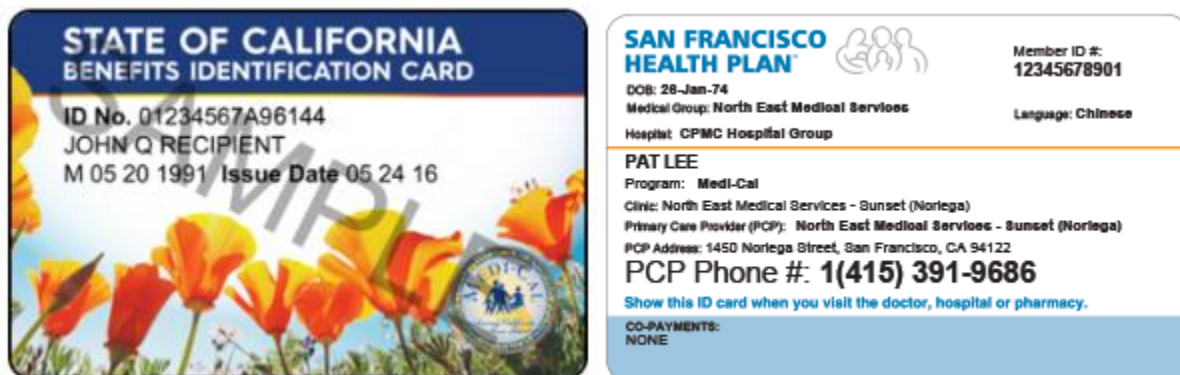 STATE OF CALIFORNIA
BENEFITS IDENTIFICATION CARD
ID No. 01234567A96144
JOHN Q RECIPIENT
M 05 20 1991 Issue Date 05 24 16
SAMPLE
MEDI-CAL
SAN FRANCISCO
HEALTH PLAN
Member ID #:
12345678901
DOB: 26-Jan-74
Medical Group: North East Medical Services
Language: Chinese
Hospital: CPMC Hospital Group
PAT LEE
Program: Medi-Cal
Clinic: North East Medical Services - Sunset (Noriega)
Primary Care Provider (PCP): North East Medical Services - Sunset (Noriega)
PCP Address: 1450 Noriega Street, San Francisco, CA 94122
PCP Phone #: 1(415) 391-9686
Show this ID card when you visit the doctor, hospital or pharmacy.
CO-PAYMENTS:
NONE